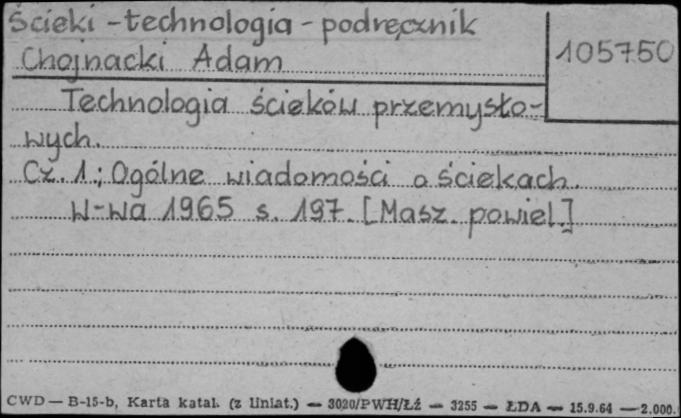 Ścieki - technologia - podręcznik
Chojnacki Adam
105750
Technologia ścieków przemysło-
wych.
Cz. 1.; Ogólne wiadomości o ściekach.
W-wa 1965 s. 197. [Masz. powiel.]
CWD — B-15-b, Karta katal. (z liniat.) — 3020/PWH/Łź — 3255 — ŁDA — 15.9.64 — 2.000.